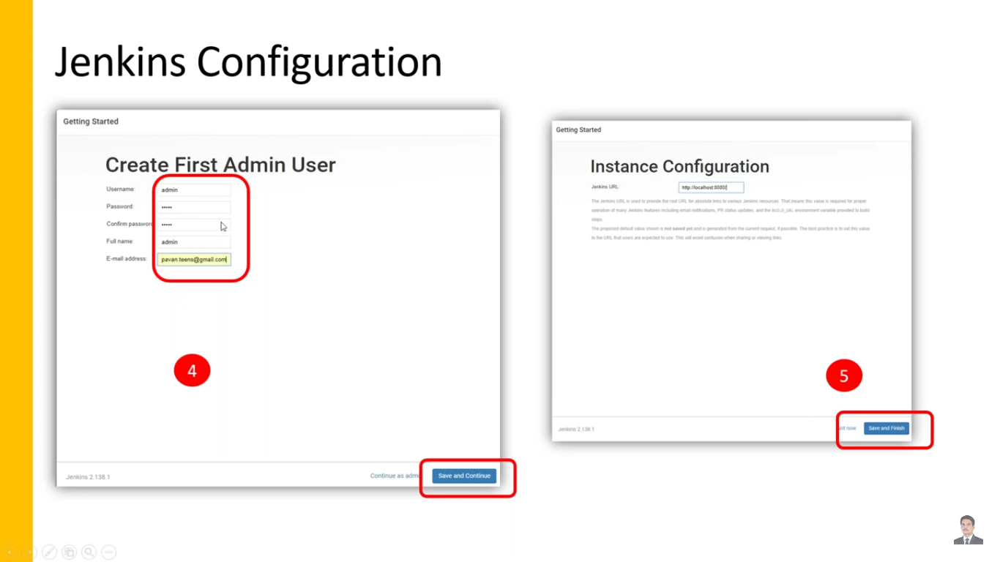 Jenkins Configuration
Getting Started
Create First Admin User
Username: admin
Password: •••••
Confirm password •••••
Full name: admin
E-mail address: pavan.teens@gmail.com
4
Jenkins 2.138.1
Continue as admi
Save and Continue
Getting Started
Instance Configuration
Jenkins URL: http://localhost:8080/
The Jenkins URL is used to provide the root URL for absolute links to various Jenkins resources. That means this value is required for proper
operation of many Jenkins features including email notifications, PR status updates, and the BUILD_URL environment variable provided to build
steps.
The proposed default value shown is not saved yet and is generated from the current request, if possible. The best practice is to set this value
to the URL that users are expected to use. This will avoid confusion when sharing or viewing links.
5
Jenkins 2.138.1
ot now
Save and Finish